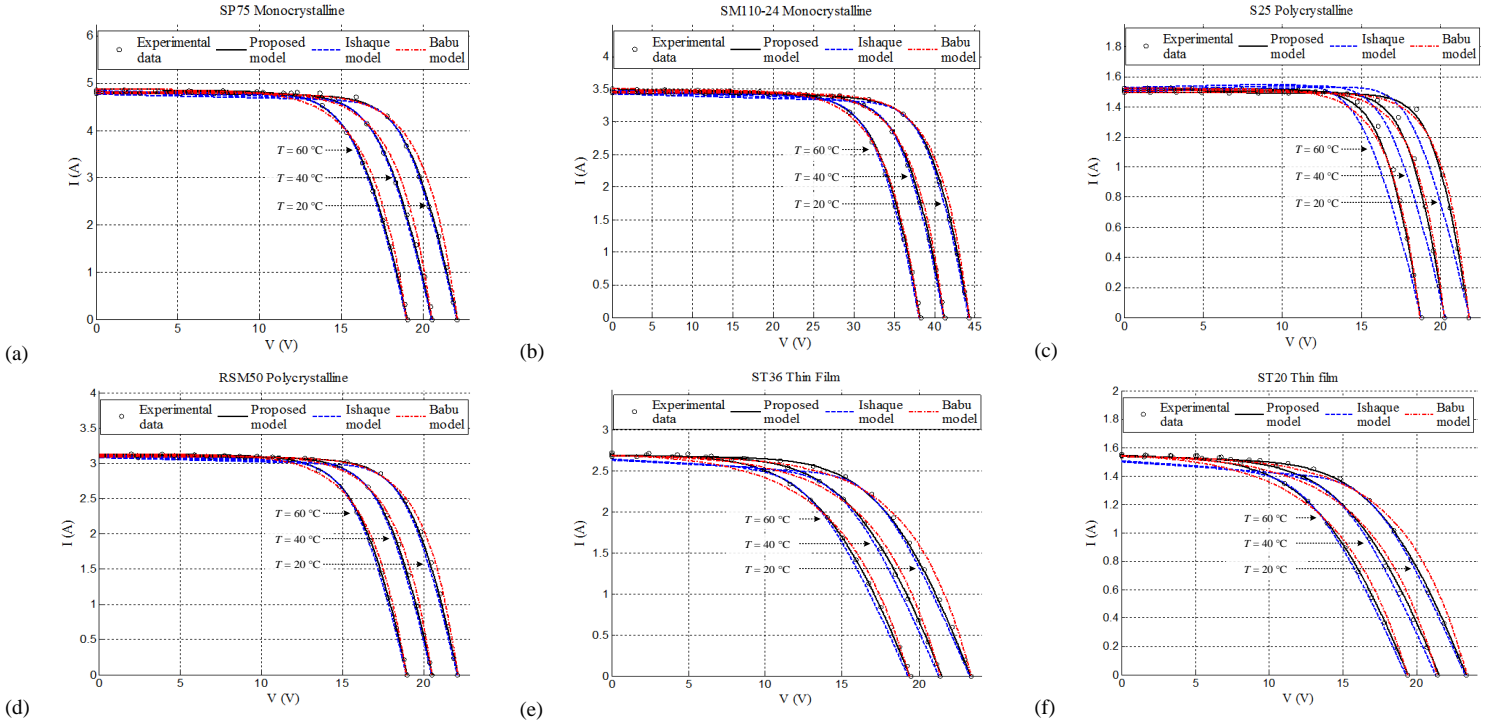 SP75 Monocrystalline
Experimental data Proposed model Ishaque model Babu model
6
5
4
3
2
1
0
I (A)
T = 60 °C
T = 40 °C
T = 20 °C
0 5 10 15 20
V (V)
(a)
SM110-24 Monocrystalline
Experimental data Proposed model Ishaque model Babu model
4
3.5
3
2.5
2
1.5
1
0.5
0
I (A)
T = 60 °C
T = 40 °C
T = 20 °C
0 5 10 15 20 25 30 35 40 45
V (V)
(b)
S25 Polycrystalline
Experimental data Proposed model Ishaque model Babu model
1.8
1.6
1.4
1.2
1
0.8
0.6
0.4
0.2
0
I (A)
T = 60 °C
T = 40 °C
T = 20 °C
0 5 10 15 20
V (V)
(c)
RSM50 Polycrystalline
Experimental data Proposed model Ishaque model Babu model
4
3.5
3
2.5
2
1.5
1
0.5
0
I (A)
T = 60 °C
T = 40 °C
T = 20 °C
0 5 10 15 20
V (V)
(d)
ST36 Thin Film
Experimental data Proposed model Ishaque model Babu model
3
2.5
2
1.5
1
0.5
0
I (A)
T = 60 °C
T = 40 °C
T = 20 °C
0 5 10 15 20
V (V)
(e)
ST20 Thin film
Experimental data Proposed model Ishaque model Babu model
2
1.8
1.6
1.4
1.2
1
0.8
0.6
0.4
0.2
0
I (A)
T = 60 °C
T = 40 °C
T = 20 °C
0 5 10 15 20
V (V)
(f)